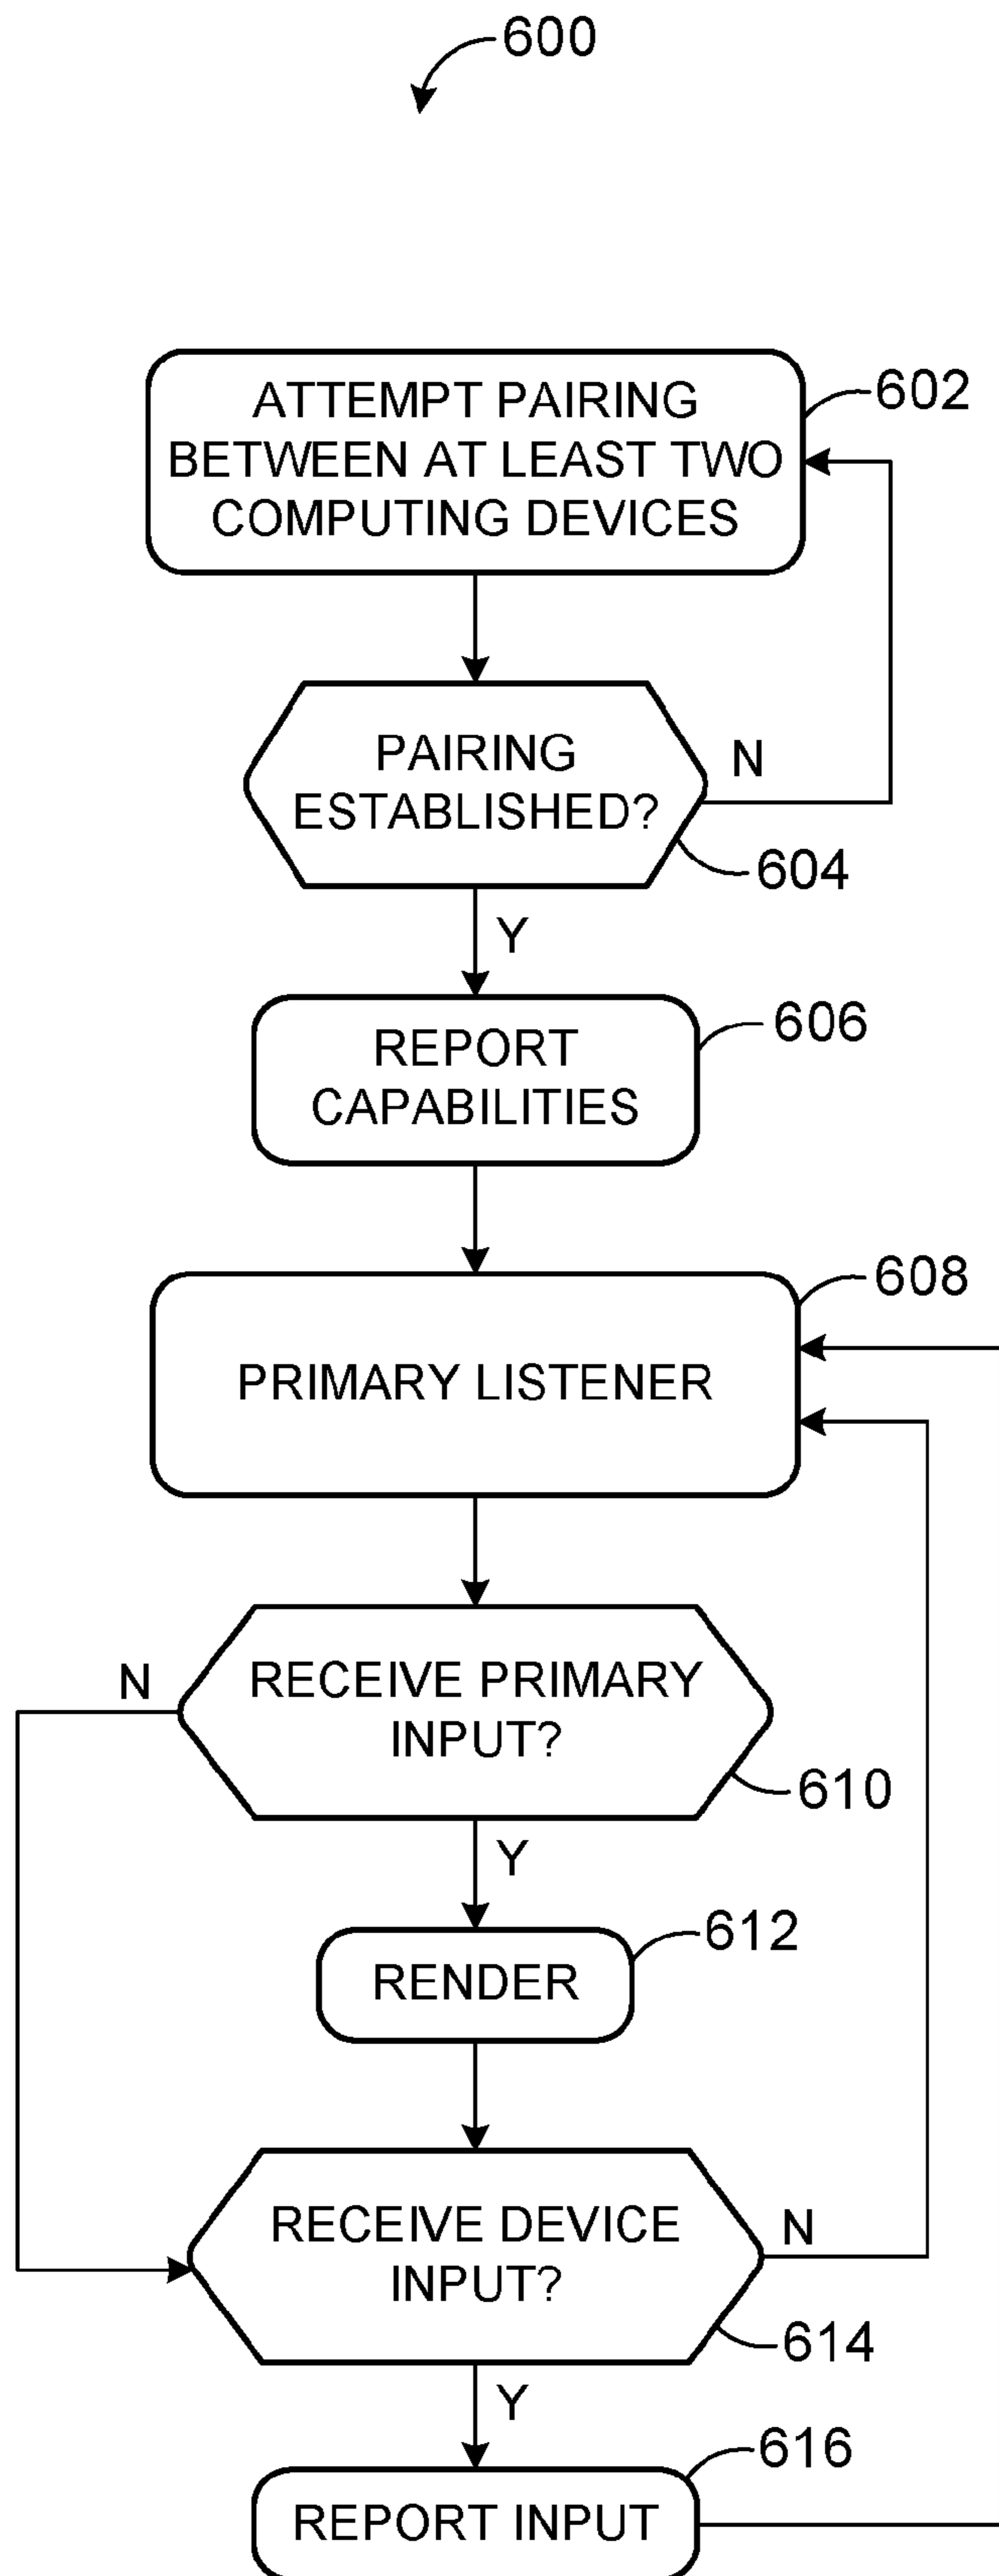 600
ATTEMPT PAIRING
BETWEEN AT LEAST TWO
COMPUTING DEVICES
602
PAIRING
ESTABLISHED?
N
604
Y
REPORT
CAPABILITIES
606
608
PRIMARY LISTENER
N
RECEIVE PRIMARY
INPUT?
610
Y
612
RENDER
RECEIVE DEVICE
INPUT?
N
614
Y
616
REPORT INPUT